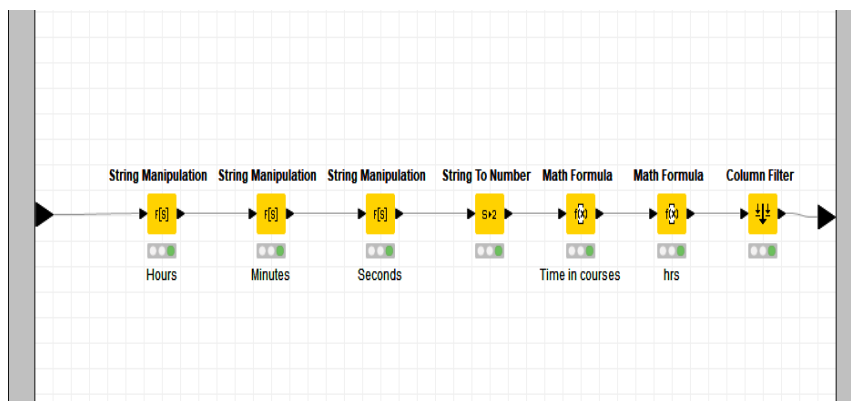 String Manipulation String Manipulation String Manipulation String To Number Math Formula Math Formula Column Filter
F[S] F[S] F[S] S▸2 f(x) f(x)
Hours Minutes Seconds Time in courses hrs